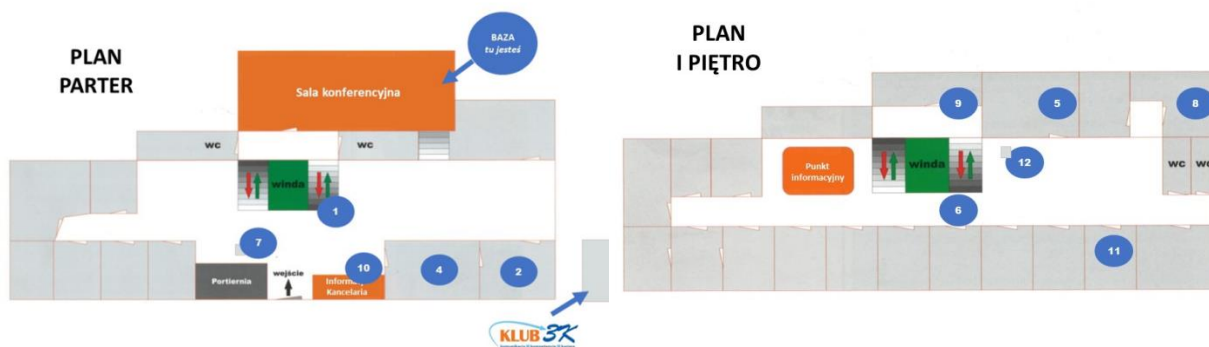 PLAN
PARTER
BAZA
tu jesteś
Sala konferencyjna
wc
wc
winda
1
7
10
4
2
Portiernia
wejście
Kancelaria
KLUB 3K
PLAN
I PIĘTRO
9
5
8
12
Punkt
informacyjny
winda
wc
6
11